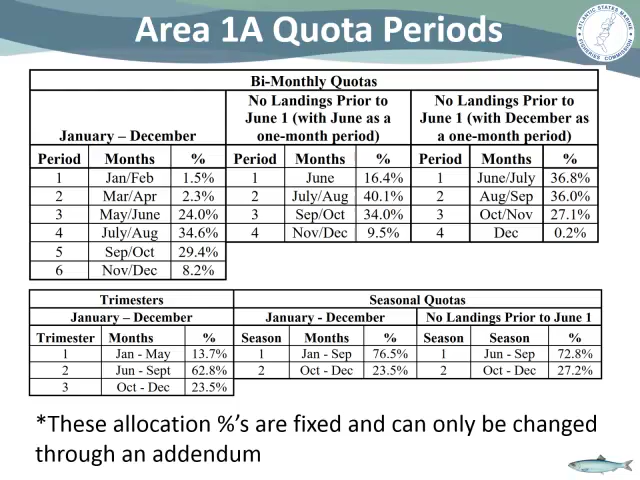 Area 1A Quota Periods
ATLANTIC STATES MARINE FISHERIES COMMISSION
Bi-Monthly Quotas
January – December
No Landings Prior to
June 1 (with June as a
one-month period)
No Landings Prior to
June 1 (with December as
a one-month period)
Period Months % Period Months % Period Months %
1 Jan/Feb 1.5% 1 June 16.4% 1 June/July 36.8%
2 Mar/Apr 2.3% 2 July/Aug 40.1% 2 Aug/Sep 36.0%
3 May/June 24.0% 3 Sep/Oct 34.0% 3 Oct/Nov 27.1%
4 July/Aug 34.6% 4 Nov/Dec 9.5% 4 Dec 0.2%
5 Sep/Oct 29.4%
6 Nov/Dec 8.2%
Trimesters Seasonal Quotas
January – December January - December No Landings Prior to June 1
Trimester Months % Season Months % Season Season %
1 Jan - May 13.7% 1 Jan - Sep 76.5% 1 Jun - Sep 72.8%
2 Jun - Sept 62.8% 2 Oct - Dec 23.5% 2 Oct - Dec 27.2%
3 Oct - Dec 23.5%
*These allocation %’s are fixed and can only be changed
through an addendum